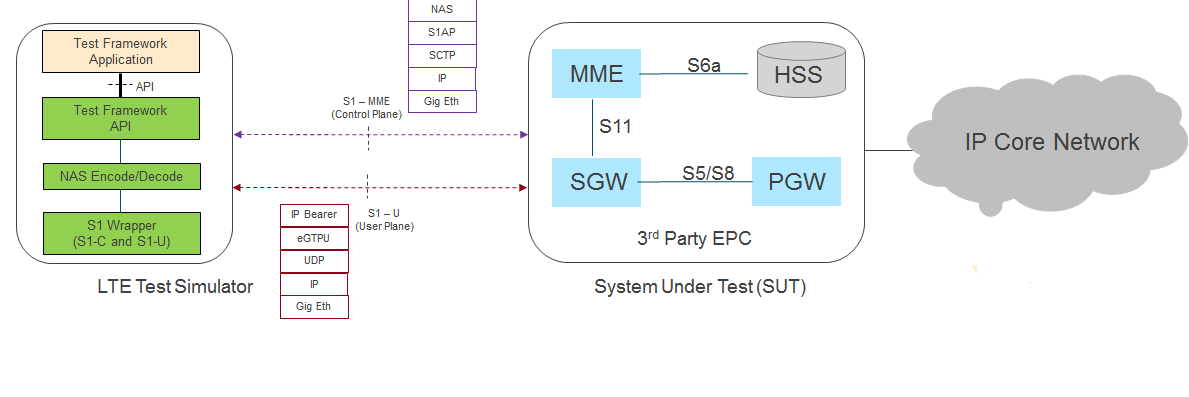 Test Framework
Application
API
Test Framework
API
NAS Encode/Decode
S1 Wrapper
(S1-C and S1-U)
LTE Test Simulator
NAS
S1AP
SCTP
IP
Gig Eth
S1 – MME
(Control Plane)
S1 – U
(User Plane)
IP Bearer
eGTPU
UDP
IP
Gig Eth
MME
S6a
HSS
S11
SGW
S5/S8
PGW
3rd Party EPC
System Under Test (SUT)
IP Core Network